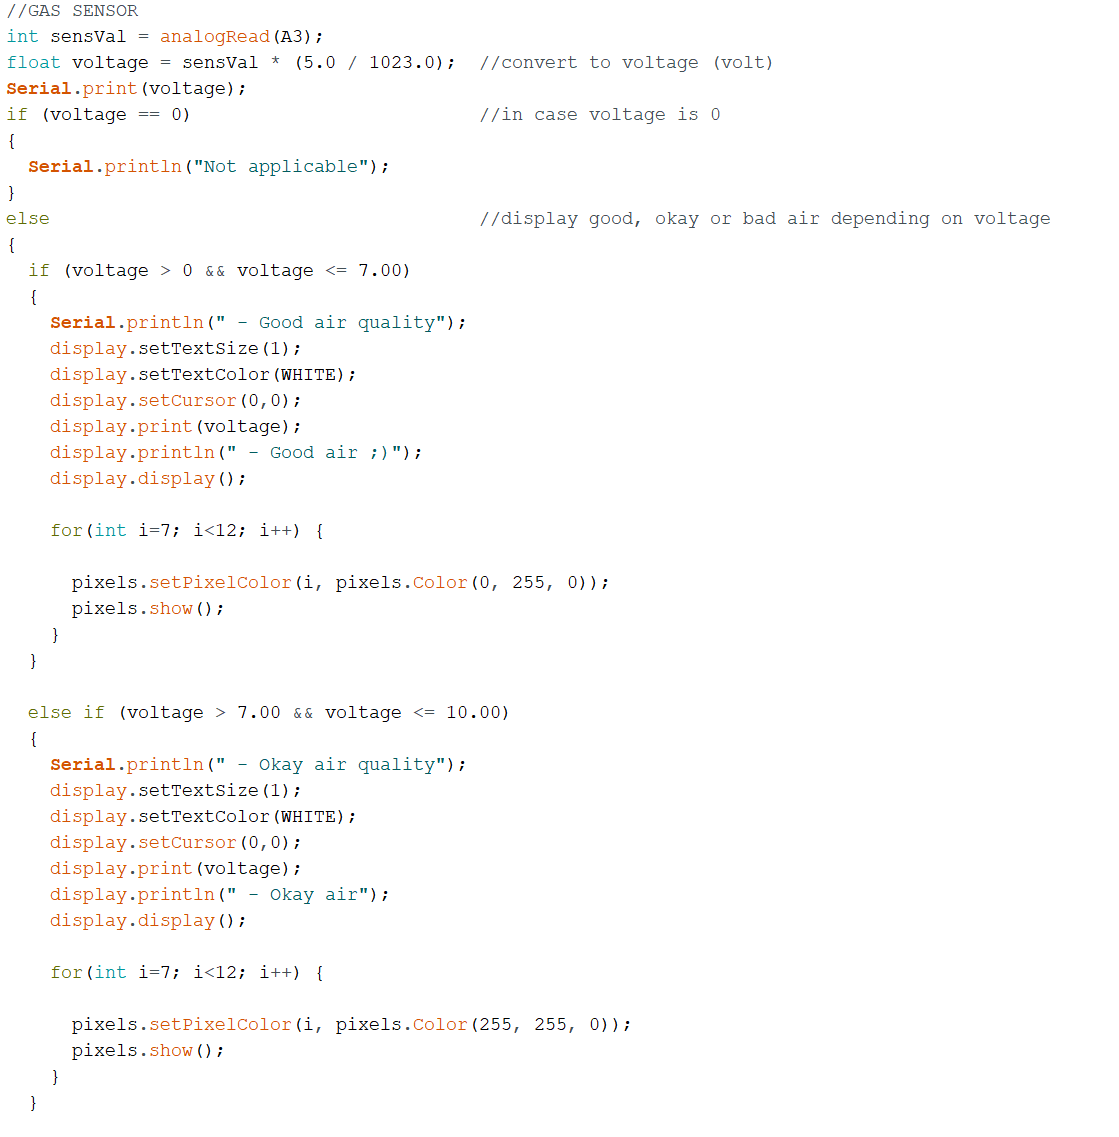 //GAS SENSOR
int sensVal = analogRead(A3);
float voltage = sensVal * (5.0 / 1023.0);  //convert to voltage (volt)
Serial.print(voltage);
if (voltage == 0)                          //in case voltage is 0
{
  Serial.println("Not applicable");
}
else                                       //display good, okay or bad air depending on voltage
{
  if (voltage > 0 && voltage <= 7.00)
  {
    Serial.println(" - Good air quality");
    display.setTextSize(1);
    display.setTextColor(WHITE);
    display.setCursor(0,0);
    display.print(voltage);
    display.println(" - Good air ;)");
    display.display();

    for(int i=7; i<12; i++) {

      pixels.setPixelColor(i, pixels.Color(0, 255, 0));
      pixels.show();
    }
  }

  else if (voltage > 7.00 && voltage <= 10.00)
  {
    Serial.println(" - Okay air quality");
    display.setTextSize(1);
    display.setTextColor(WHITE);
    display.setCursor(0,0);
    display.print(voltage);
    display.println(" - Okay air");
    display.display();

    for(int i=7; i<12; i++) {

      pixels.setPixelColor(i, pixels.Color(255, 255, 0));
      pixels.show();
    }
  }